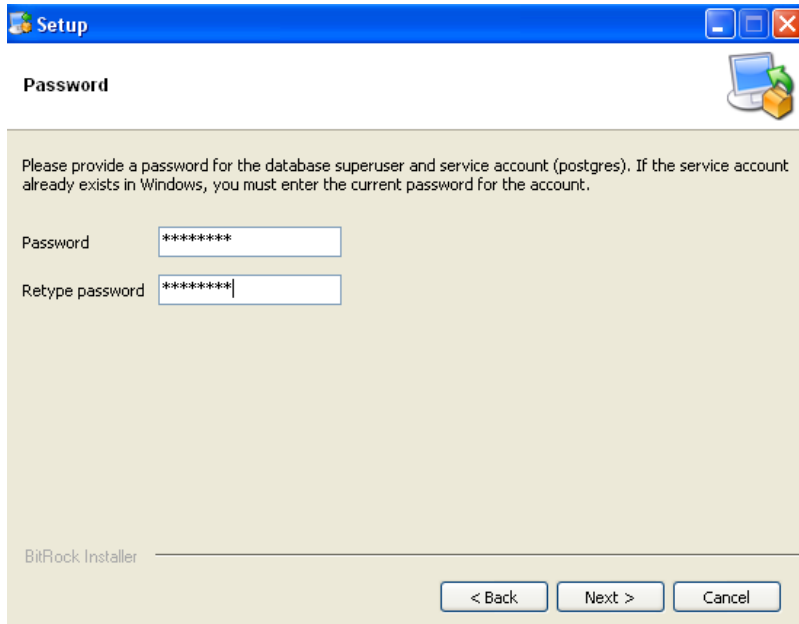 Setup
Password
Please provide a password for the database superuser and service account (postgres). If the service account
already exists in Windows, you must enter the current password for the account.
Password ********
Retype password ********
BitRock Installer
< Back Next > Cancel